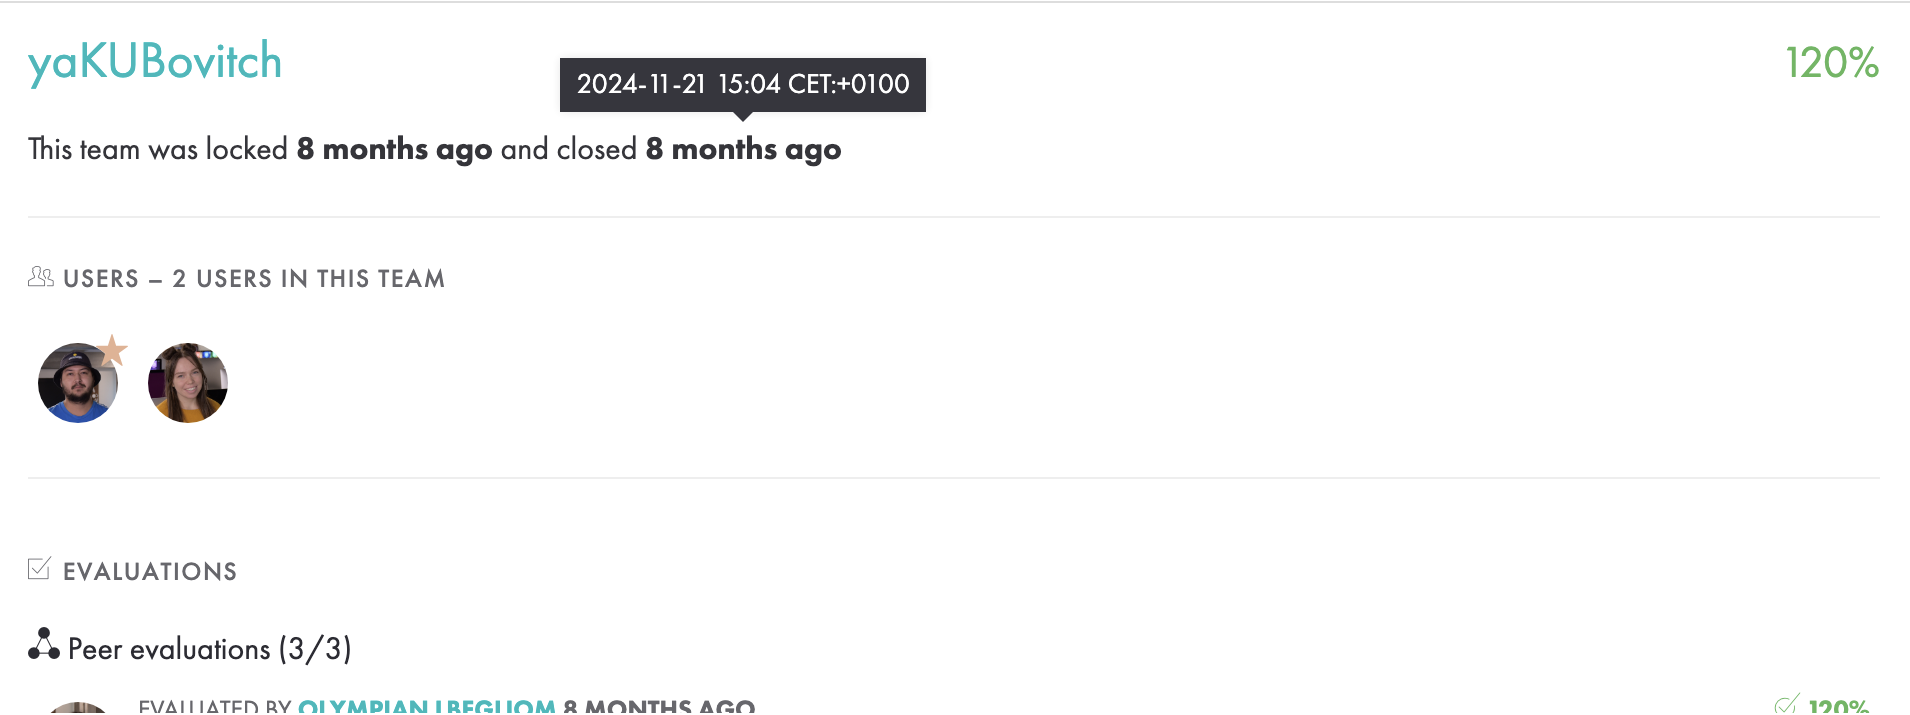 yaKUBovitch
120%
2024-11-21 15:04 CET:+0100
This team was locked 8 months ago and closed 8 months ago
USERS – 2 USERS IN THIS TEAM
EVALUATIONS
Peer evaluations (3/3)
EVALUATED BY OLYMPIAN LBEGLIOM 8 MONTHS AGO
120%